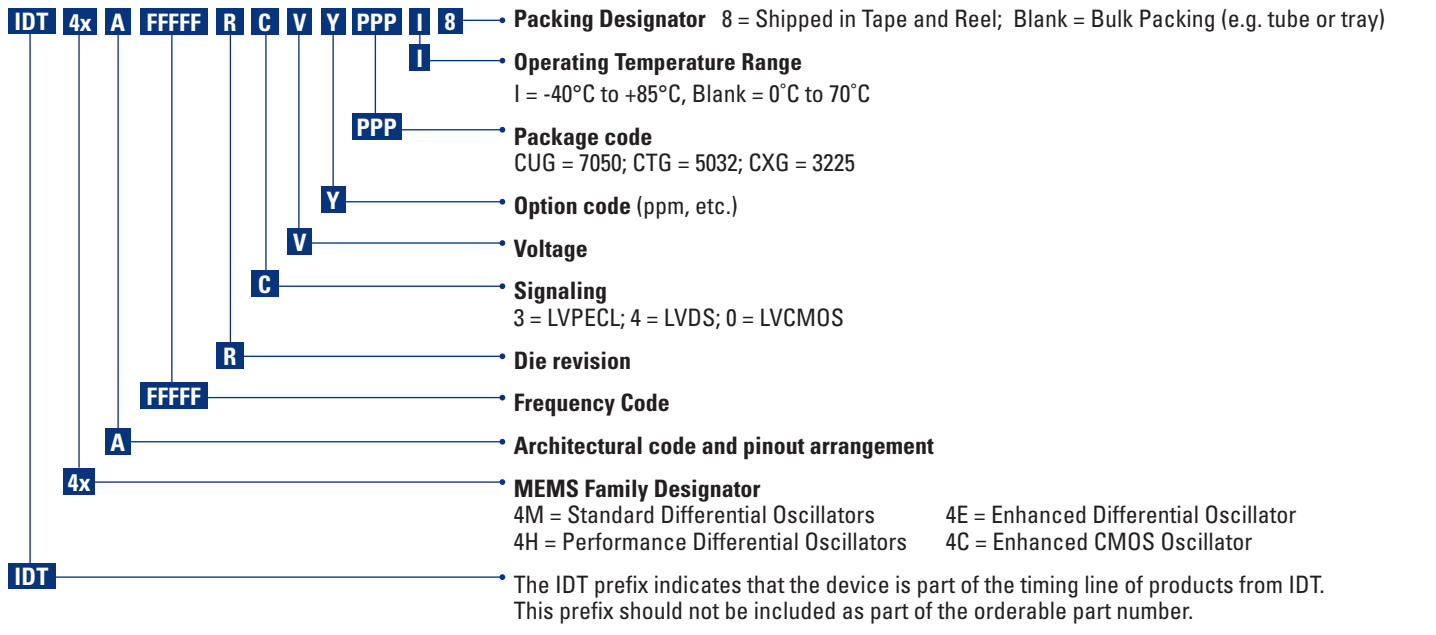 IDT 4x A FFFFF R C V Y PPP I 8 Packing Designator 8 = Shipped in Tape and Reel; Blank = Bulk Packing (e.g. tube or tray)
I Operating Temperature Range
I = -40°C to +85°C, Blank = 0˚C to 70˚C
PPP Package code
CUG = 7050; CTG = 5032; CXG = 3225
Y Option code (ppm, etc.)
V Voltage
C Signaling
3 = LVPECL; 4 = LVDS; 0 = LVCMOS
R Die revision
FFFFF Frequency Code
A Architectural code and pinout arrangement
4x MEMS Family Designator
4M = Standard Differential Oscillators 4E = Enhanced Differential Oscillator
4H = Performance Differential Oscillators 4C = Enhanced CMOS Oscillator
IDT The IDT prefix indicates that the device is part of the timing line of products from IDT.
This prefix should not be included as part of the orderable part number.